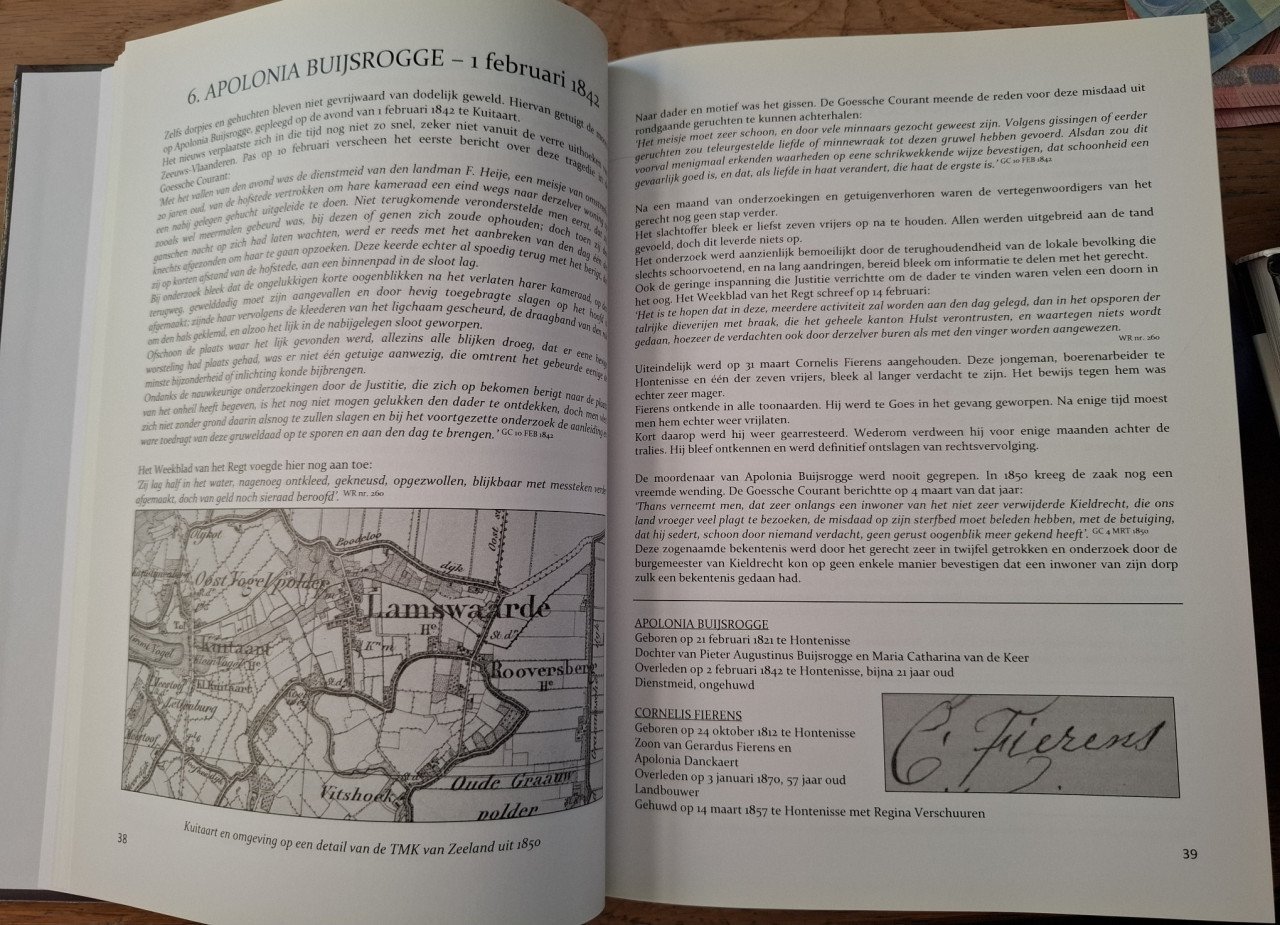 6. APOLONIA BUIJSROGGE – 1 februari 1842
Zelfs dorpjes en gehuchten bleven niet gevrijwaard van dodelijk geweld. Hiervan getuigt de
op Apolonia Buijsrogge, gepleegd op de avond van 1 februari 1842 te Kuitaart.
Het nieuws verplaatste zich in die tijd nog niet zo snel, zeker niet vanuit de verre uithoeken
Zeeuws-Vlaanderen. Pas op 10 februari verscheen het eerste bericht over deze tragedie in de
Goessche Courant:
'Met het vallen van den avond was de dienstmeid van den landman F. Heije, een meisje van omstreeks
20 jaren oud, van de hofstede vertrokken om hare kameraad een eind wegs naar derzelver woning
een nabij gelegen gehucht uitgeleide te doen. Niet terugkomende veronderstelde men eerst, dat
zooals wel meermalen gebeurd was, bij dezen of genen zich zoude ophouden; doch toen zij den
ganschen nacht op zich had laten wachten, werd er reeds met het aanbreken van den dag één der
knechts afgezonden om haar te gaan opzoeken. Deze keerde echter al spoedig terug met het berigt,
zij op korten afstand van de hofstede, aan een binnenpad in de sloot lag.
Bij onderzoek bleek dat de ongelukkigen korte oogenblikken na het verlaten harer kameraad, op
terugweg, gewelddadig moet zijn aangevallen en door hevig toegebragte slagen op het hoofd
afgemaakt; zijnde haar vervolgens de kleederen van het ligchaam gescheurd, de draagband van den
om den hals geklemd, en alzoo het lijk in de nabijgelegen sloot geworpen.
Ofschoon de plaats waar het lijk gevonden werd, allezins alle blijken droeg, dat er eene hevige
worsteling had plaats gehad, was er niet één getuige aanwezig, die omtrent het gebeurde eenige
minste bijzonderheid of inlichting konde bijbrengen.
Ondanks de nauwkeurige onderzoekingen door de Justitie, die zich op bekomen berigt naar de plaats
van het onheil heeft begeven, is het nog niet mogen gelukken den dader te ontdekken, doch men
zich niet zonder grond daarin alsnog te zullen slagen en bij het voortgezette onderzoek de aanleiding
ware toedragt van deze gruweldaad op te sporen en aan den dag te brengen.' GC 10 FEB 1842
Het Weekblad van het Regt voegde hier nog aan toe:
'Zij lag half in het water, nagenoeg ontkleed, gekneusd, opgezwollen, blijkbaar met messteken
afgemaakt, doch van geld noch sieraad beroofd'. WR nr. 260
Boodeloo
dyk
Oost Vogel polder
Lamswaarde
He
St. d.
Kuitaart
Klein Vogel
Kuitaart
Roovers berg
He
Vitshoek
Oude Graauw
polder
Kuitaart en omgeving op een detail van de TMK van Zeeland uit 1850
38
Naar dader en motief was het gissen. De Goessche Courant meende de reden voor deze misdaad uit
rondgaande geruchten te kunnen achterhalen:
'Het meisje moet zeer schoon, en door vele minnaars gezocht geweest zijn. Volgens gissingen of eerder
geruchten zou teleurgestelde liefde of minnewraak tot dezen gruwel hebben gevoerd. Alsdan zou dit
voorval menigmaal erkenden waarheden op eene schrikwekkende wijze bevestigen, dat schoonheid een
gevaarlijk goed is, en dat, als liefde in haat verandert, die haat de ergste is.' GC 10 FEB 1842
Na een maand van onderzoekingen en getuigenverhoren waren de vertegenwoordigers van het
gerecht nog geen stap verder.
Het slachtoffer bleek er liefst zeven vrijers op na te houden. Allen werden uitgebreid aan de tand
gevoeld, doch dit leverde niets op.
Het onderzoek werd aanzienlijk bemoeilijkt door de terughoudendheid van de lokale bevolking die
slechts schoorvoetend, en na lang aandringen, bereid bleek om informatie te delen met het gerecht.
Ook de geringe inspanning die Justitie verrichtte om de dader te vinden waren velen een doorn in
het oog. Het Weekblad van het Regt schreef op 14 februari:
'Het is te hopen dat in deze, meerdere activiteit zal worden aan den dag gelegd, dan in het opsporen der
talrijke dieverijen met braak, die het geheele kanton Hulst verontrusten, en waartegen niets wordt
gedaan, hoezeer de verdachten ook door derzelver buren als met den vinger worden aangewezen.
WR nr. 260
Uiteindelijk werd op 31 maart Cornelis Fierens aangehouden. Deze jongeman, boerenarbeider te
Hontenisse en één der zeven vrijers, bleek al langer verdacht te zijn. Het bewijs tegen hem was
echter zeer mager.
Fierens ontkende in alle toonaarden. Hij werd te Goes in het gevang geworpen. Na enige tijd moest
men hem echter weer vrijlaten.
Kort daarop werd hij weer gearresteerd. Wederom verdween hij voor enige maanden achter de
tralies. Hij bleef ontkennen en werd definitief ontslagen van rechtsvervolging.
De moordenaar van Apolonia Buijsrogge werd nooit gegrepen. In 1850 kreeg de zaak nog een
vreemde wending. De Goessche Courant berichtte op 4 maart van dat jaar:
'Thans verneemt men, dat zeer onlangs een inwoner van het niet zeer verwijderde Kieldrecht, die ons
land vroeger veel plagt te bezoeken, de misdaad op zijn sterfbed moet beleden hebben, met de betuiging,
dat hij sedert, schoon door niemand verdacht, geen gerust oogenblik meer gekend heeft'. GC 4 MRT 1850
Deze zogenaamde bekentenis werd door het gerecht zeer in twijfel getrokken en onderzoek door de
burgemeester van Kieldrecht kon op geen enkele manier bevestigen dat een inwoner van zijn dorp
zulk een bekentenis gedaan had.
APOLONIA BUIJSROGGE
Geboren op 21 februari 1821 te Hontenisse
Dochter van Pieter Augustinus Buijsrogge en Maria Catharina van de Keer
Overleden op 2 februari 1842 te Hontenisse, bijna 21 jaar oud
Dienstmeid, ongehuwd
CORNELIS FIERENS
Geboren op 24 oktober 1812 te Hontenisse
Zoon van Gerardus Fierens en
Apolonia Danckaert
Overleden op 3 januari 1870, 57 jaar oud
Landbouwer
Gehuwd op 14 maart 1857 te Hontenisse met Regina Verschuuren
C. Fierens
39